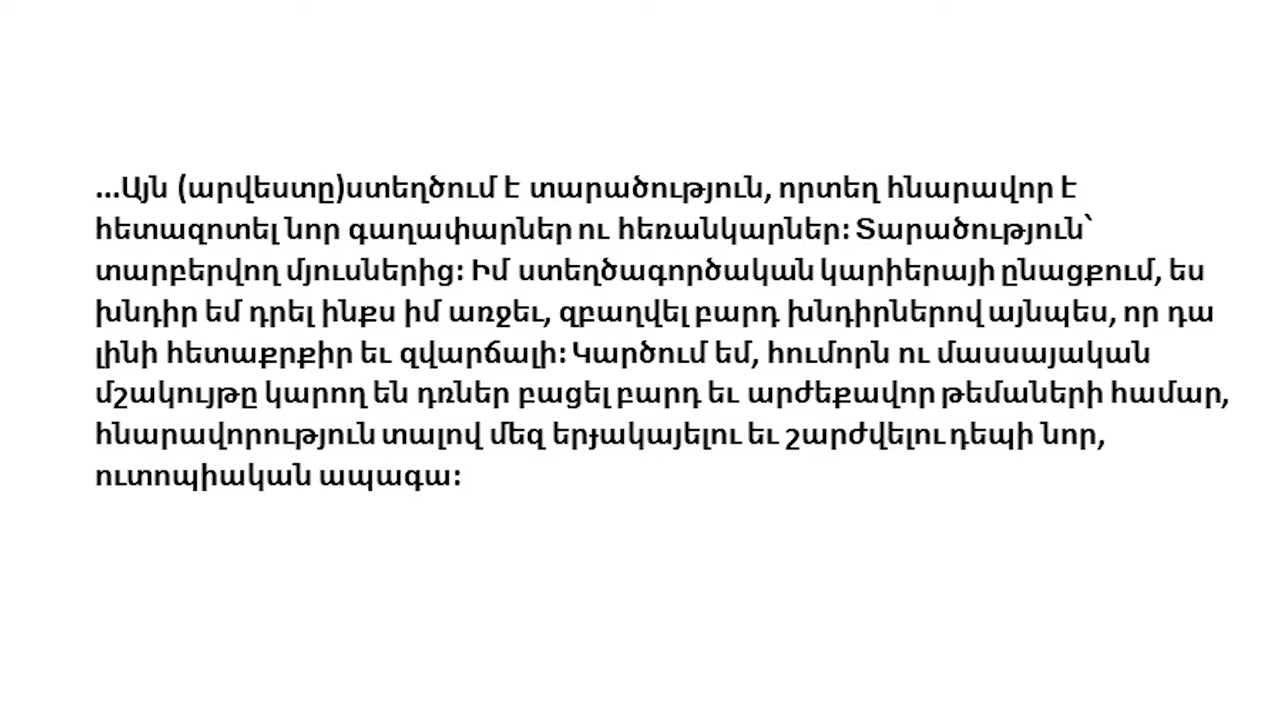 ...Այն (արվեստը)ստեղծում է տարածություն, որտեղ հնարավոր է
հետազոտել նոր գաղափարներ ու հեռանկարներ: Տարածություն՝
տարբերվող մյուսներից: Իմ ստեղծագործական կարիերայի ընացքում, ես
խնդիր եմ դրել ինքս իմ առջեւ, զբաղվել բարդ խնդիրներով այնպես, որ դա
լինի հետաքրքիր եւ զվարճալի: Կարծում եմ, հումորն ու մասսայական
մշակույթը կարող են դռներ բացել բարդ եւ արժեքավոր թեմաների համար,
հնարավորություն տալով մեզ երջակայելու եւ շարժվելու դեպի նոր,
ուտոպիական ապագա: